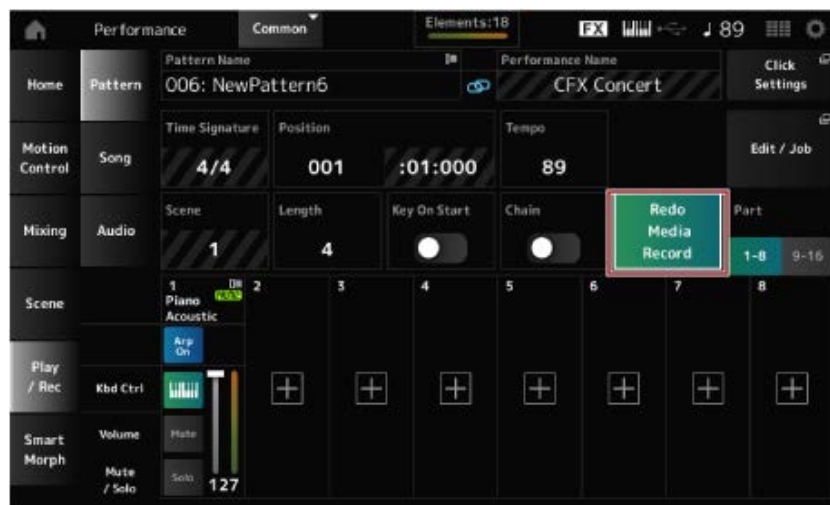 Performance
Common
Elements:18
FX
89
Home
Pattern
Pattern Name
006: NewPattern6
Performance Name
CFX Concert
Click
Settings
Motion
Control
Song
Time Signature
4/4
Position
001
:01:000
Tempo
89
Edit / Job
Mixing
Audio
Scene
1
Length
4
Key On Start
Chain
Redo
Media
Record
Part
1-8
9-16
Scene
1
Piano
Acoustic
2
3
4
5
6
7
8
Arp
On
Play
/ Rec
Kbd Ctrl
Smart
Morph
Volume
Mute
Mute
/ Solo
Solo
127